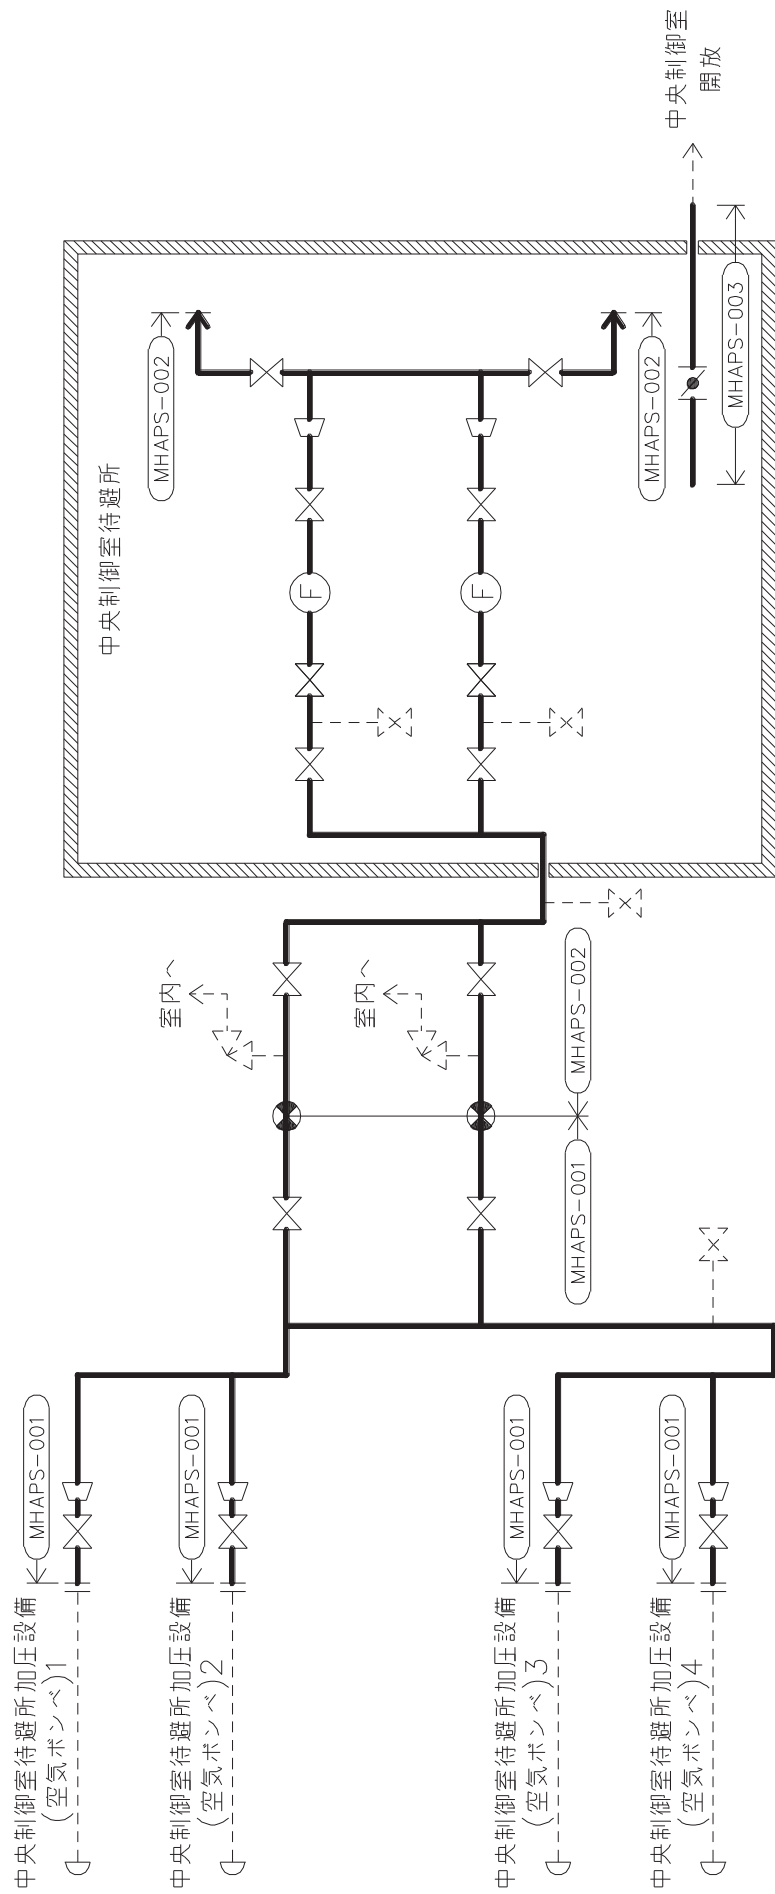 中央制御室待避所加圧設備
(空気ボンベ)1
MHAPS-001
中央制御室待避所加圧設備
(空気ボンベ)2
MHAPS-001
中央制御室待避所加圧設備
(空気ボンベ)3
MHAPS-001
中央制御室待避所加圧設備
(空気ボンベ)4
MHAPS-001
MHAPS-001
MHAPS-002
室内へ
室内へ
中央制御室待避所
F
F
MHAPS-002
MHAPS-002
MHAPS-003
中央制御室
開放